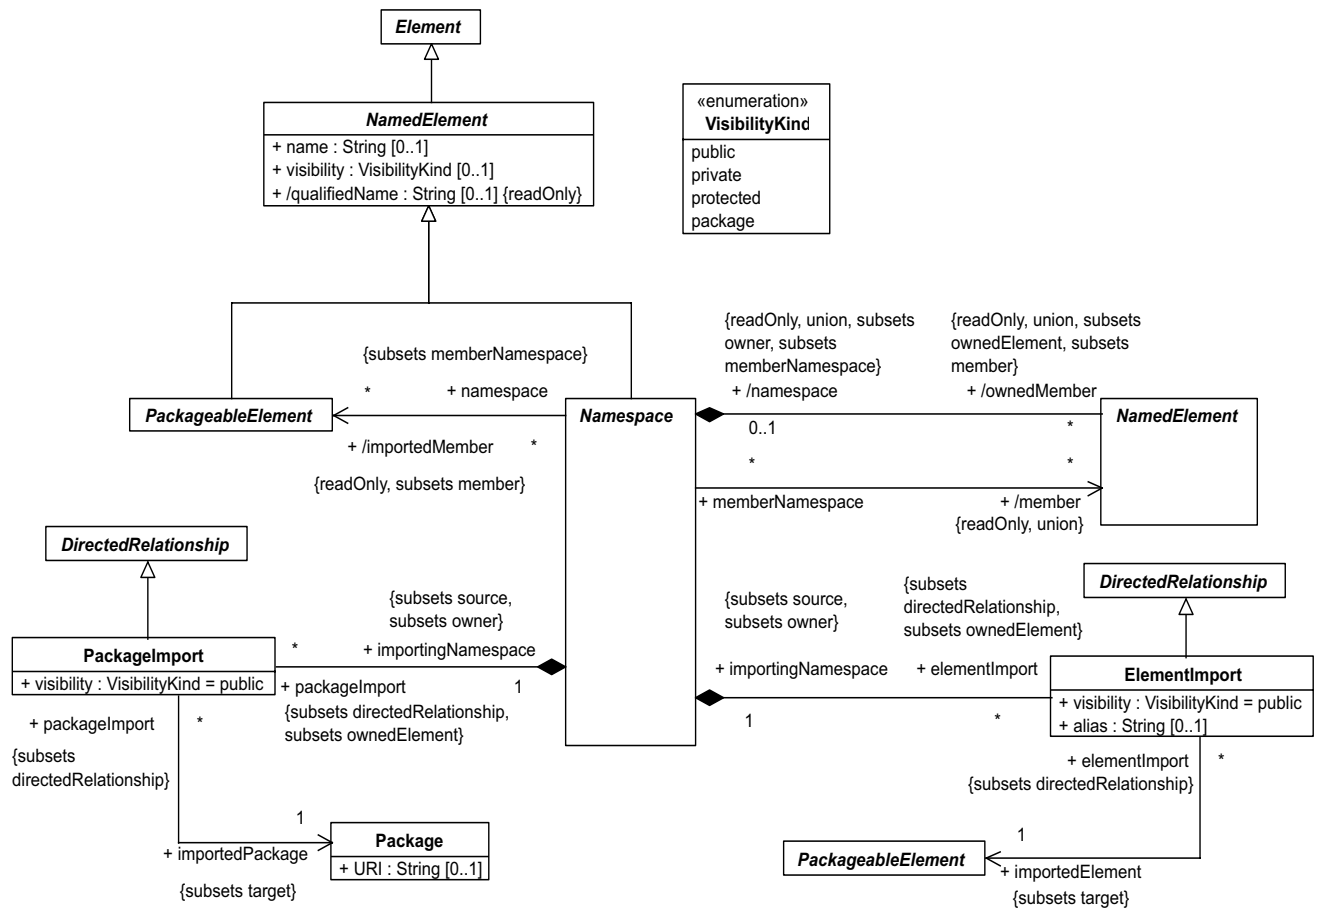 Element
NamedElement
+ name : String [0..1]
+ visibility : VisibilityKind [0..1]
+ /qualifiedName : String [0..1] {readOnly}
«enumeration»
VisibilityKind
public
private
protected
package
{subsets memberNamespace}
*
+ namespace
PackageableElement
+ /importedMember
*
{readOnly, subsets member}
Namespace
{readOnly, union, subsets
owner, subsets
memberNamespace}
+ /namespace
0..1
{readOnly, union, subsets
ownedElement, subsets
member}
+ /ownedMember
*
NamedElement
*
*
+ memberNamespace
+ /member
{readOnly, union}
DirectedRelationship
{subsets source,
subsets owner}
*
+ importingNamespace
PackageImport
+ visibility : VisibilityKind = public
+ packageImport
1
{subsets directedRelationship,
subsets ownedElement}
+ packageImport
*
{subsets
directedRelationship}
1
+ importedPackage
{subsets target}
Package
+ URI : String [0..1]
{subsets source,
subsets owner}
+ importingNamespace
1
{subsets
directedRelationship,
subsets ownedElement}
+ elementImport
*
DirectedRelationship
ElementImport
+ visibility : VisibilityKind = public
+ alias : String [0..1]
+ elementImport
*
{subsets directedRelationship}
1
PackageableElement
+ importedElement
{subsets target}